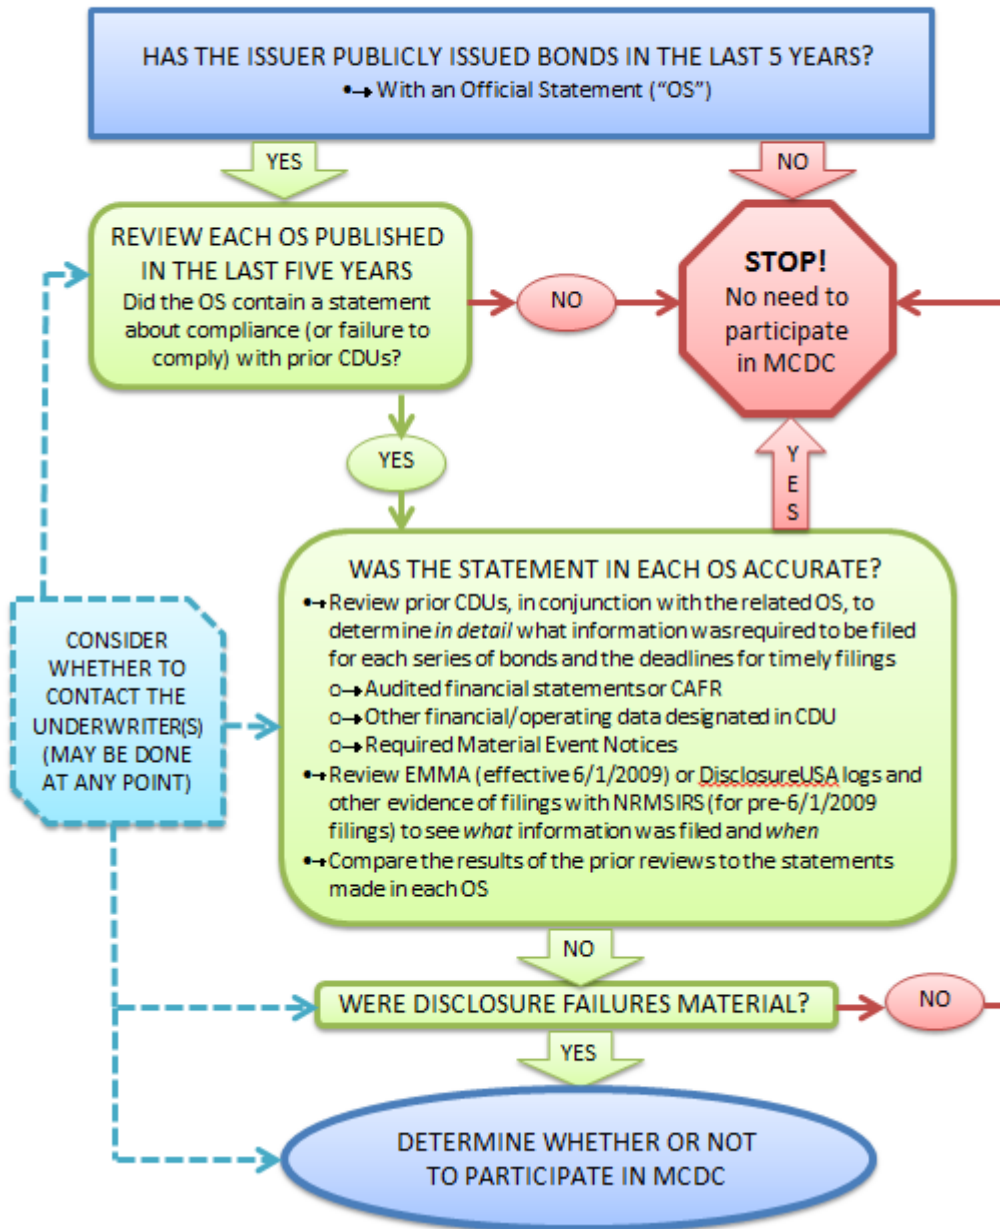 HAS THE ISSUER PUBLICLY ISSUED BONDS IN THE LAST 5 YEARS?
•→ With an Official Statement (“OS”)
YES
NO
REVIEW EACH OS PUBLISHED
IN THE LAST FIVE YEARS
Did the OS contain a statement
about compliance (or failure to
comply) with prior CDUs?
NO
STOP!
No need to
participate
in MCDC
YES
YES
WAS THE STATEMENT IN EACH OS ACCURATE?
•→ Review prior CDUs, in conjunction with the related OS, to
determine in detail what information was required to be filed
for each series of bonds and the deadlines for timely filings
o→ Audited financial statements or CAFR
o→ Other financial/operating data designated in CDU
o→ Required Material Event Notices
•→ Review EMMA (effective 6/1/2009) or DisclosureUSA logs and
other evidence of filings with NRMSIRS (for pre-6/1/2009
filings) to see what information was filed and when
•→ Compare the results of the prior reviews to the statements
made in each OS
CONSIDER
WHETHER TO
CONTACT THE
UNDERWRITER(S)
(MAY BE DONE
AT ANY POINT)
NO
WERE DISCLOSURE FAILURES MATERIAL?
NO
YES
DETERMINE WHETHER OR NOT
TO PARTICIPATE IN MCDC